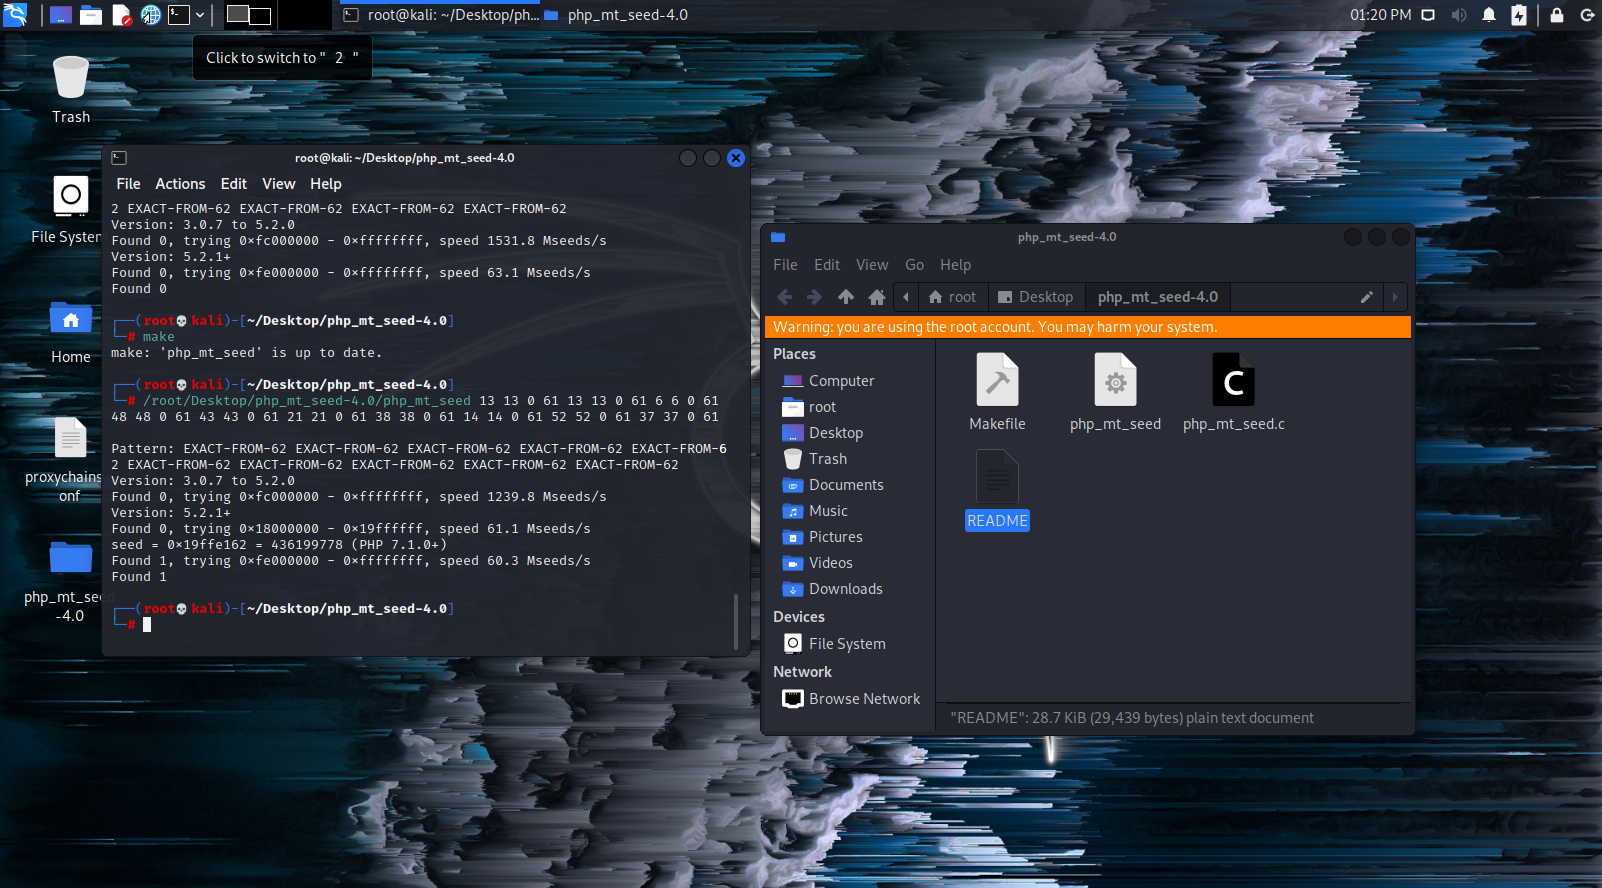 root@kali: ~/Desktop/ph...
php_mt_seed-4.0
01:20 PM
Click to switch to " 2 "
Trash
File System
Home
proxychains
onf
php_mt_seed
-4.0
root@kali: ~/Desktop/php_mt_seed-4.0
File Actions Edit View Help
2 EXACT-FROM-62 EXACT-FROM-62 EXACT-FROM-62 EXACT-FROM-62
Version: 3.0.7 to 5.2.0
Found 0, trying 0×fc000000 - 0×ffffffff, speed 1531.8 Mseeds/s
Version: 5.2.1+
Found 0, trying 0×fe000000 - 0×ffffffff, speed 63.1 Mseeds/s
Found 0
┌──(root💀kali)-[~/Desktop/php_mt_seed-4.0]
└─# make
make: 'php_mt_seed' is up to date.
┌──(root💀kali)-[~/Desktop/php_mt_seed-4.0]
└─# /root/Desktop/php_mt_seed-4.0/php_mt_seed 13 13 0 61 13 13 0 61 6 6 0 61
48 48 0 61 43 43 0 61 21 21 0 61 38 38 0 61 14 14 0 61 52 52 0 61 37 37 0 61
Pattern: EXACT-FROM-62 EXACT-FROM-62 EXACT-FROM-62 EXACT-FROM-62 EXACT-FROM-6
2 EXACT-FROM-62 EXACT-FROM-62 EXACT-FROM-62 EXACT-FROM-62 EXACT-FROM-62
Version: 3.0.7 to 5.2.0
Found 0, trying 0×fc000000 - 0×ffffffff, speed 1239.8 Mseeds/s
Version: 5.2.1+
Found 0, trying 0×18000000 - 0×19ffffff, speed 61.1 Mseeds/s
seed = 0×19ffe162 = 436199778 (PHP 7.1.0+)
Found 1, trying 0×fe000000 - 0×ffffffff, speed 60.3 Mseeds/s
Found 1
┌──(root💀kali)-[~/Desktop/php_mt_seed-4.0]
└─#
php_mt_seed-4.0
File Edit View Go Help
root Desktop php_mt_seed-4.0
Warning: you are using the root account. You may harm your system.
Places
Computer
root
Desktop
Trash
Documents
Music
Pictures
Videos
Downloads
Devices
File System
Network
Browse Network
Makefile
php_mt_seed
php_mt_seed.c
README
"README": 28.7 KiB (29,439 bytes) plain text document